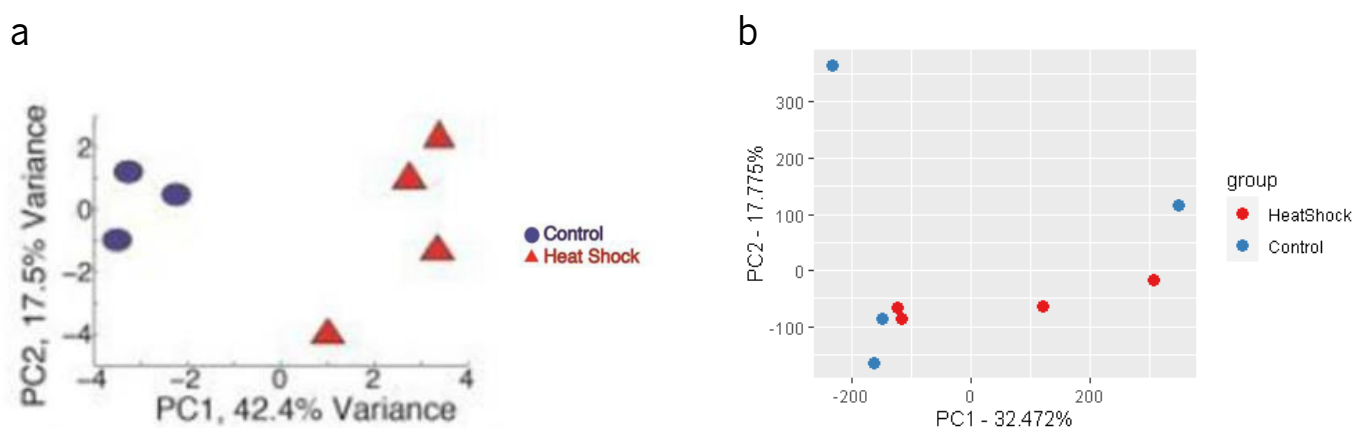 a
PC2, 17.5% Variance
2
0
−2
−4
−4
−2
0
2
4
PC1, 42.4% Variance
Control
Heat Shock
b
PC2 - 17.775%
300
200
100
0
-100
-200
0
200
PC1 - 32.472%
group
HeatShock
Control